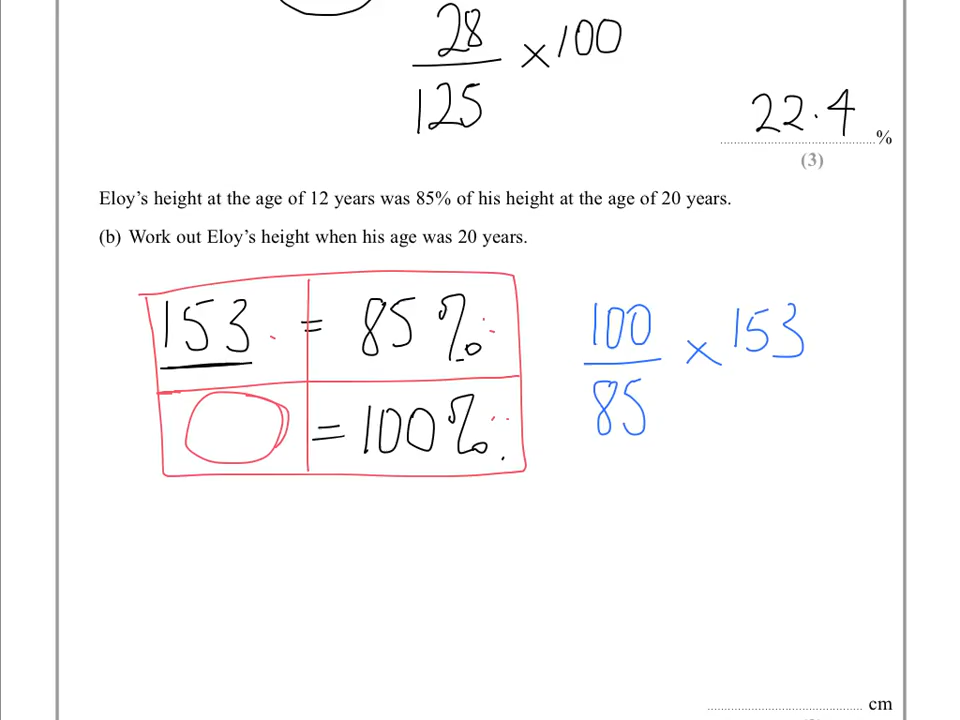 28
125 × 100
22.4 %
(3)
Eloy's height at the age of 12 years was 85% of his height at the age of 20 years.
(b) Work out Eloy's height when his age was 20 years.
153 = 85%
= 100%
100
85 × 153
cm